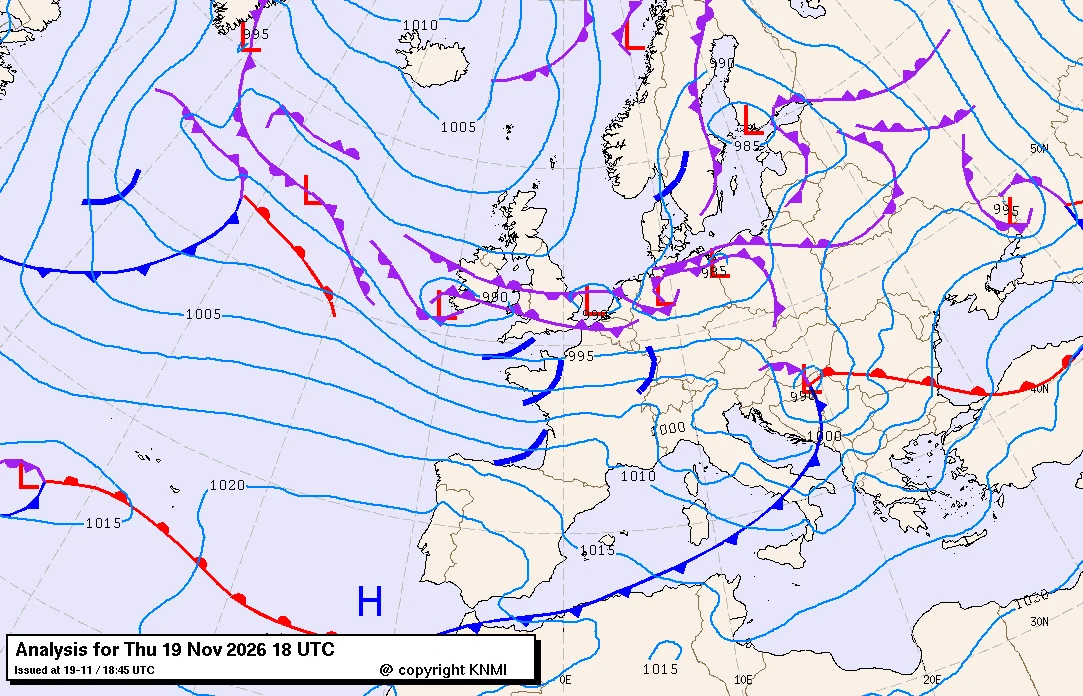 995
L
1010
L
990
1005
L
985
50N
L
995
L
985
L
L
990
L
L
1005
995
L
990
40N
1000
1000
L
1010
1020
1015
1015
H
1020
30N
Analysis for Thu 19 Nov 2026 18 UTC
Issued at 19-11 / 18:45 UTC
@ copyright KNMI
1015
0E
10E
20E